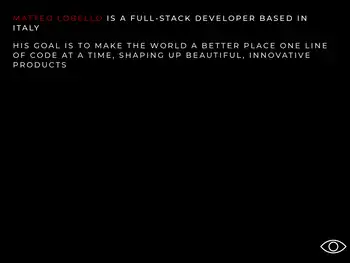 MATTEO LOBELLO IS A FULL-STACK DEVELOPER BASED IN
ITALY
HIS GOAL IS TO MAKE THE WORLD A BETTER PLACE ONE LINE
OF CODE AT A TIME, SHAPING UP BEAUTIFUL, INNOVATIVE
PRODUCTS